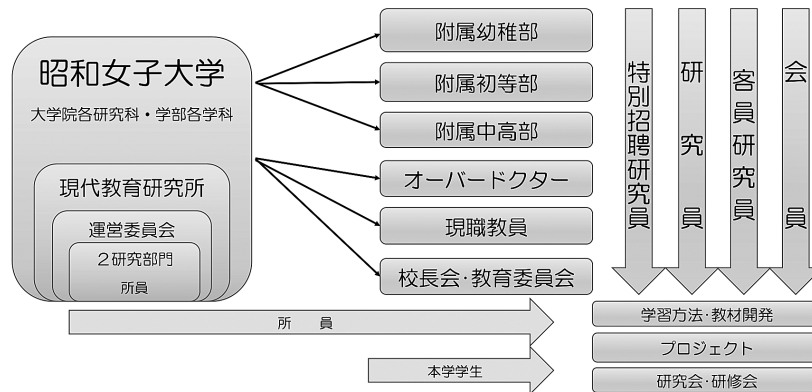 昭和女子大学
大学院各研究科・学部各学科
現代教育研究所
運営委員会
2研究部門
所員
附属幼稚部
附属初等部
附属中高部
オーバードクター
現職教員
校長会・教育委員会
特別招聘研究員
研究員
客員研究員
会員
所 員
本学学生
学習方法・教材開発
プロジェクト
研究会・研修会